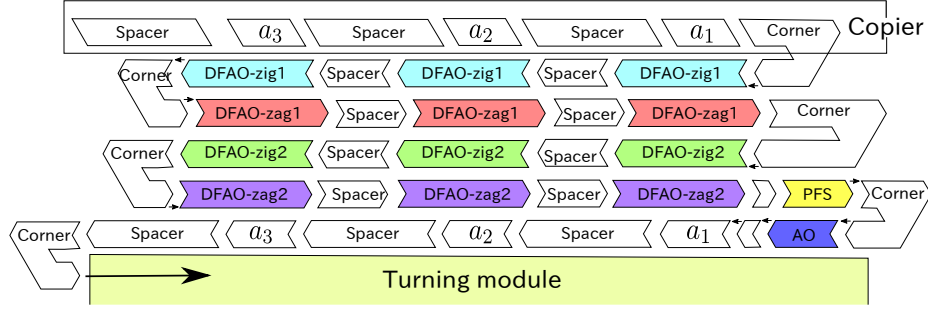 Spacer a3 Spacer a2 Spacer a1 Corner Copier
Corner DFAO-zig1 Spacer DFAO-zig1 Spacer DFAO-zig1
DFAO-zag1 Spacer DFAO-zag1 Spacer DFAO-zag1 Corner
Corner DFAO-zig2 Spacer DFAO-zig2 Spacer DFAO-zig2
DFAO-zag2 Spacer DFAO-zag2 Spacer DFAO-zag2 PFS Corner
Corner Spacer a3 Spacer a2 Spacer a1 AO
Turning module